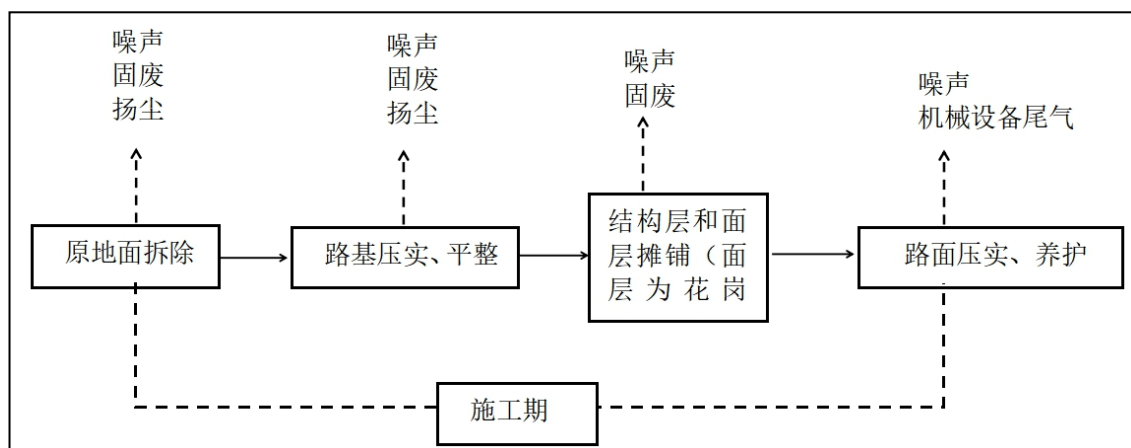 噪声
固废
扬尘
噪声
固废
扬尘
噪声
固废
噪声
机械设备尾气
原地面拆除
路基压实、平整
结构层和面
层摊铺（面
层为花岗
路面压实、养护
施工期